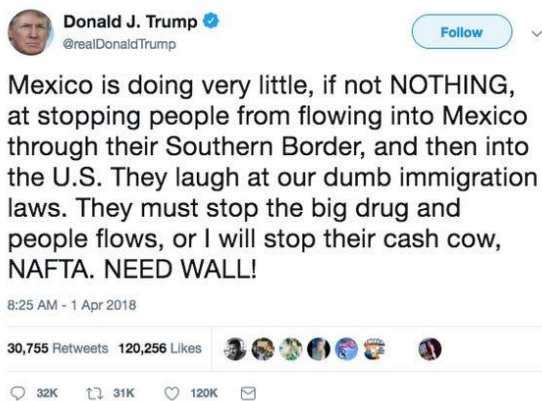 Donald J. Trump
@realDonaldTrump
Follow
Mexico is doing very little, if not NOTHING,
at stopping people from flowing into Mexico
through their Southern Border, and then into
the U.S. They laugh at our dumb immigration
laws. They must stop the big drug and
people flows, or I will stop their cash cow,
NAFTA. NEED WALL!
8:25 AM - 1 Apr 2018
30,755 Retweets 120,256 Likes
32K 31K 120K